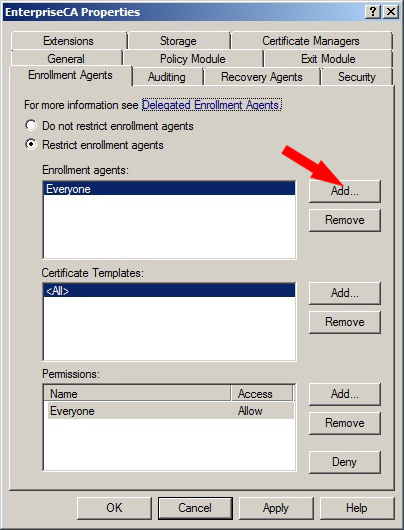 EnterpriseCA Properties
Extensions Storage Certificate Managers
General Policy Module Exit Module
Enrollment Agents Auditing Recovery Agents Security
For more information see Delegated Enrollment Agents
Do not restrict enrollment agents
Restrict enrollment agents
Enrollment agents:
Everyone Add...
Remove
Certificate Templates:
<All> Add...
Remove
Permissions:
Name Access Add...
Everyone Allow
Remove
Deny
OK Cancel Apply Help